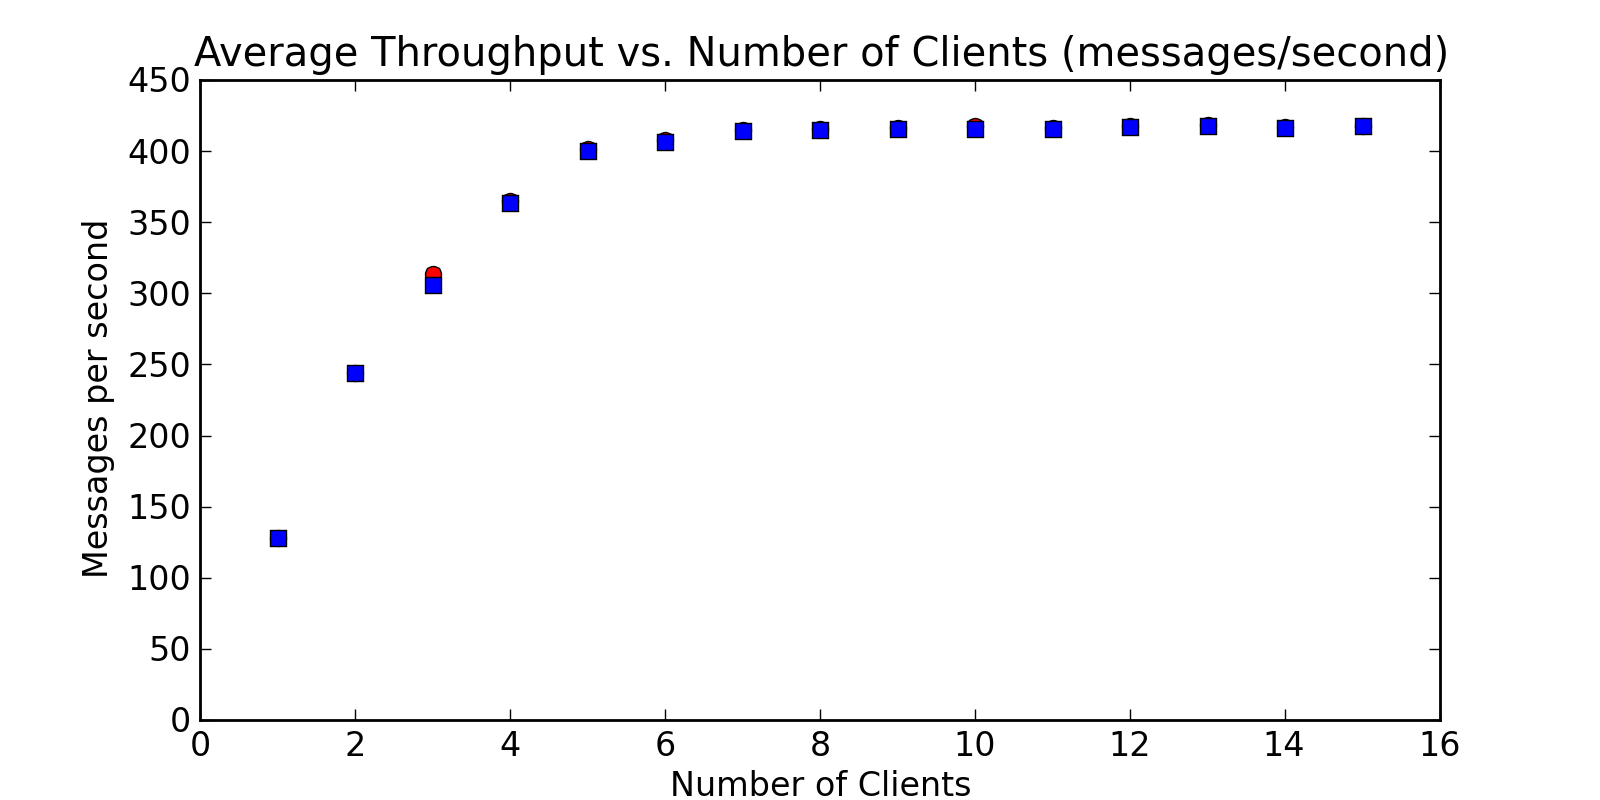 Average Throughput vs. Number of Clients (messages/second)
450
400
350
300
250
200
150
100
50
0
Messages per second
0 2 4 6 8 10 12 14 16
Number of Clients